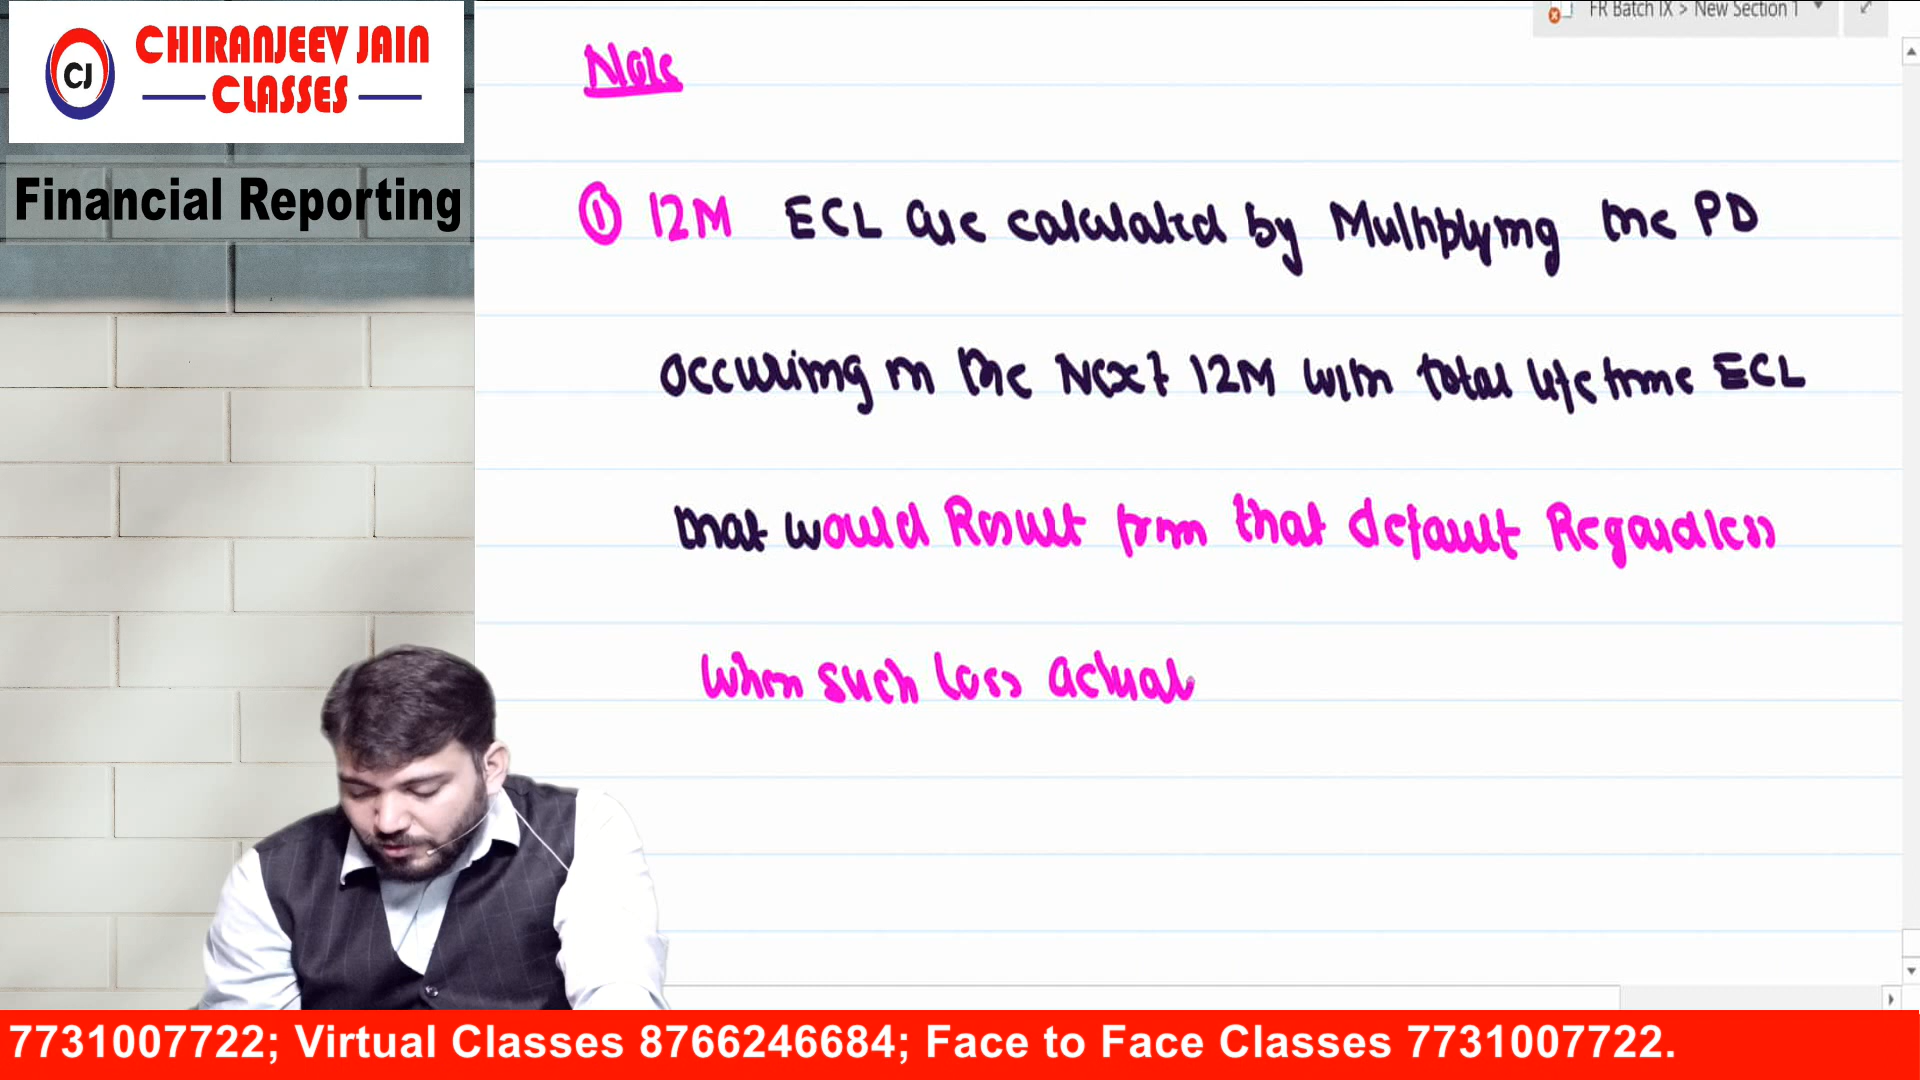 CHIRANJEEV JAIN
CLASSES
CJ
Financial Reporting
FR Batch IX > New Section 1
Note
① 12M ECL are calculated by Multiplying the PD
occuring in the Next 12M with total life time ECL
that would Result from that default Regardless
when such loss actual
7731007722; Virtual Classes 8766246684; Face to Face Classes 7731007722.